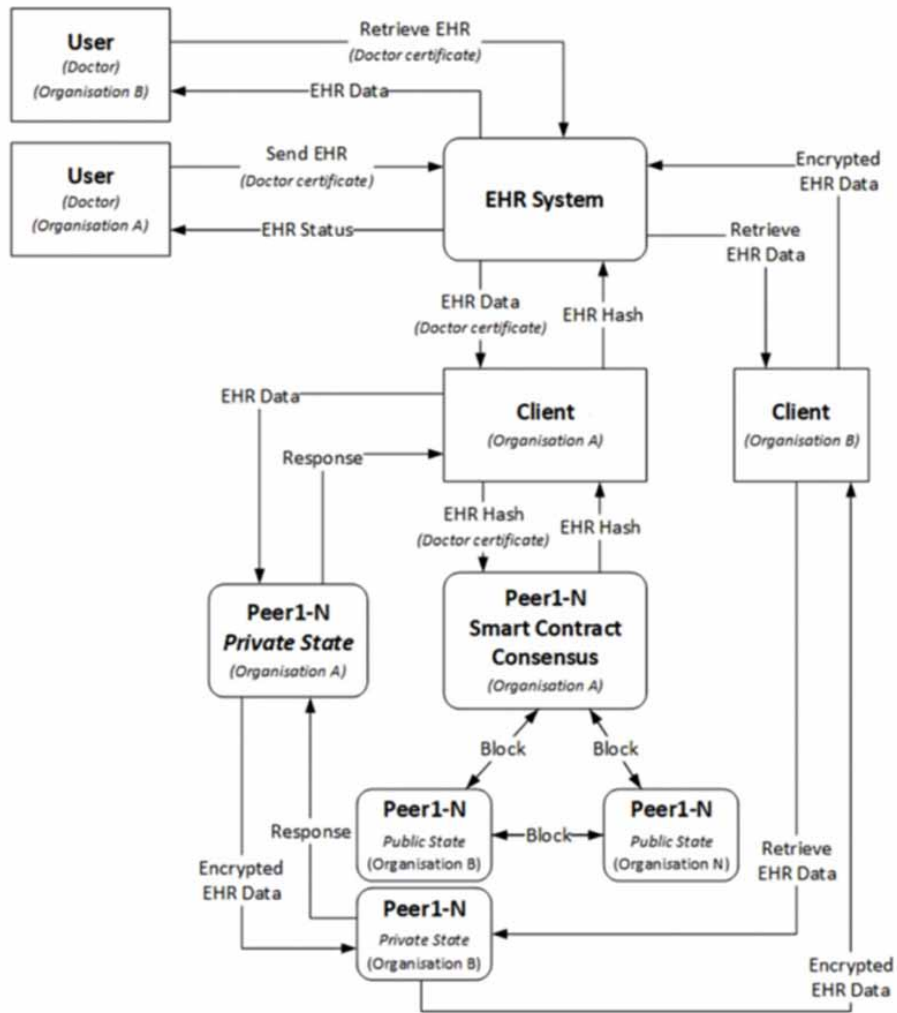 User
(Doctor)
(Organisation B)
Retrieve EHR
(Doctor certificate)
EHR Data
User
(Doctor)
(Organisation A)
Send EHR
(Doctor certificate)
EHR Status
EHR System
Encrypted
EHR Data
Retrieve
EHR Data
EHR Data
(Doctor certificate)
EHR Hash
EHR Data
Response
Client
(Organisation A)
Client
(Organisation B)
EHR Hash
(Doctor certificate)
EHR Hash
Peer1-N
Private State
(Organisation A)
Peer1-N
Smart Contract
Consensus
(Organisation A)
Block
Block
Peer1-N
Public State
(Organisation B)
Block
Peer1-N
Public State
(Organisation N)
Response
Encrypted
EHR Data
Retrieve
EHR Data
Peer1-N
Private State
(Organisation B)
Encrypted
EHR Data